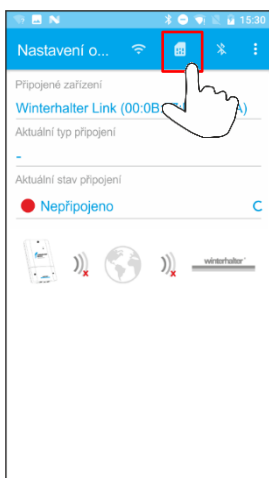 15:30
Nastavení o...
Připojené zařízení
Winterhalter Link (00:0B A)
Aktuální typ připojení
-
Aktuální stav připojení
Nepřipojeno C
winterhalter